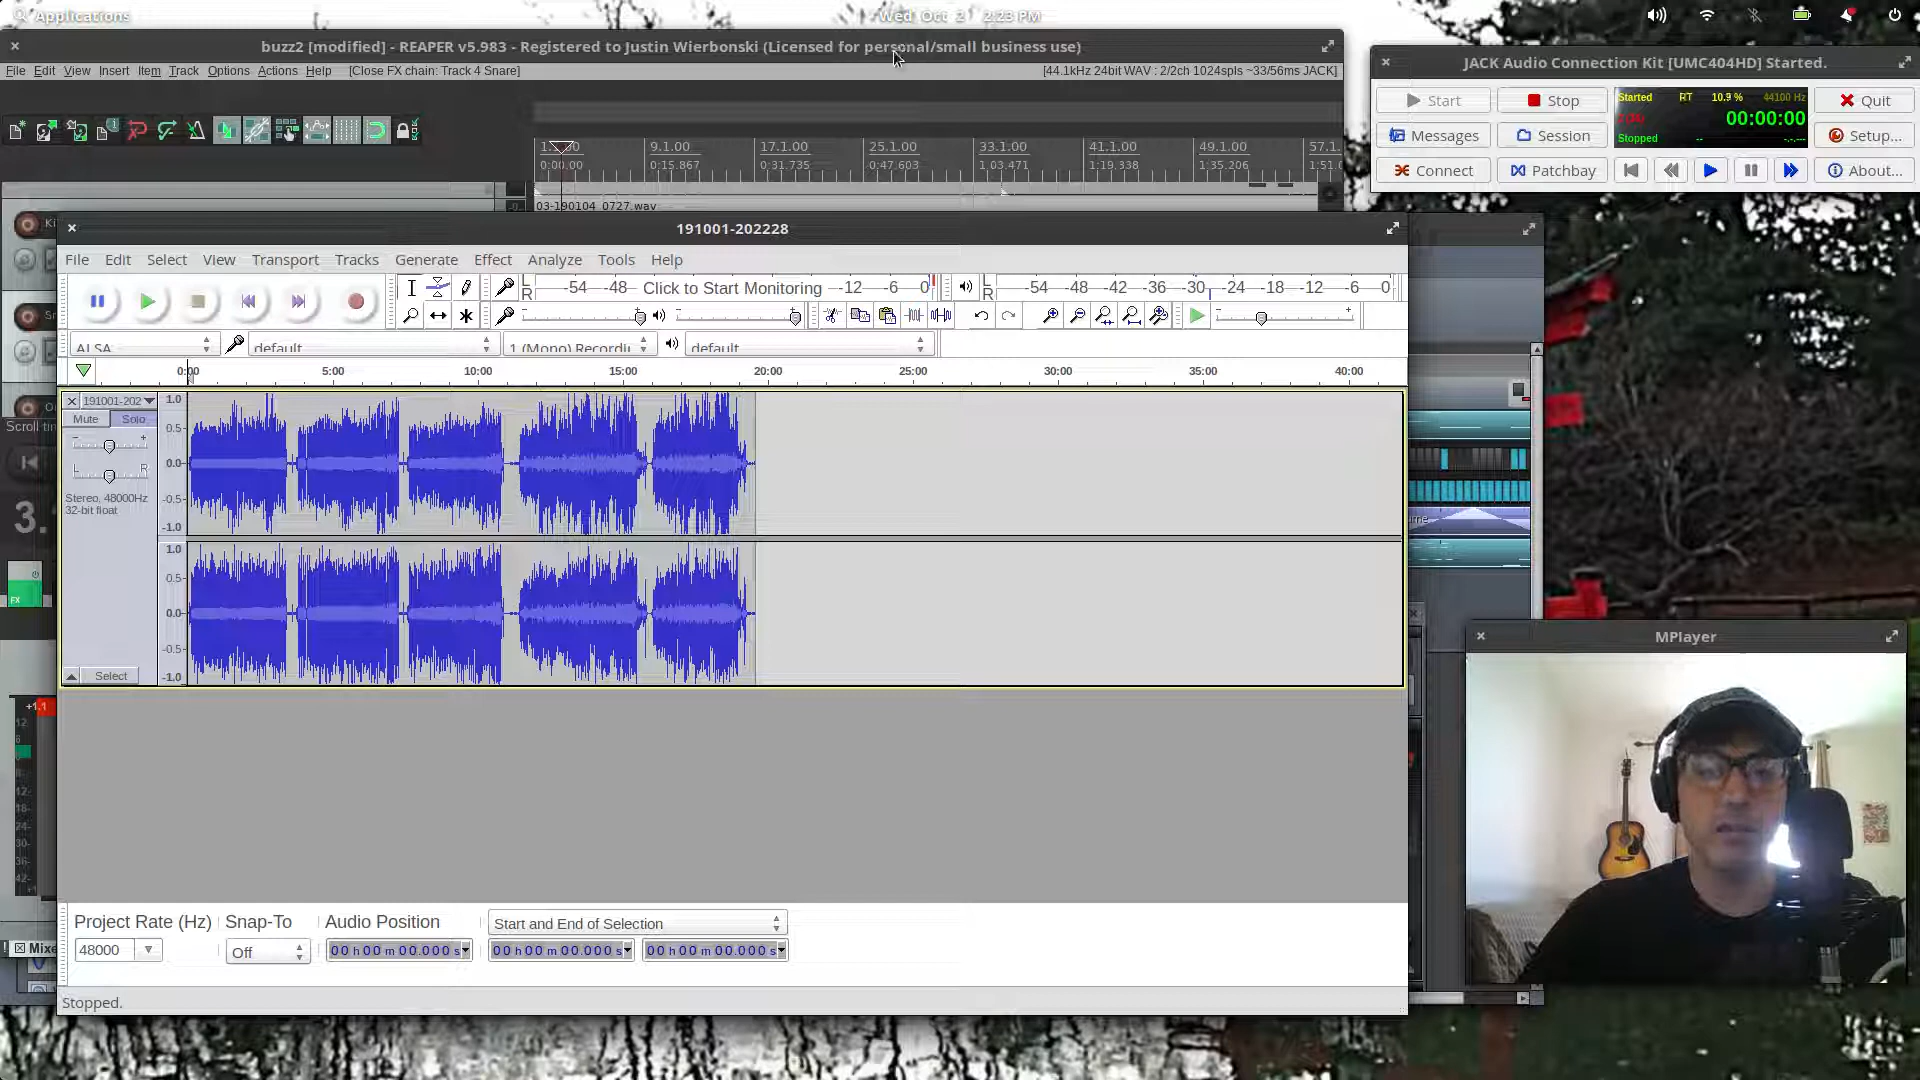 Applications
Wed, Oct 2 2:23 PM
buzz2 [modified] - REAPER v5.983 - Registered to Justin Wierbonski (Licensed for personal/small business use)
File Edit View Insert Item Track Options Actions Help [Close FX chain: Track 4 Snare]
[44.1kHz 24bit WAV : 2/2ch 1024spls ~33/56ms JACK]
JACK Audio Connection Kit [UMC404HD] Started.
Start Stop Quit
Started RT 10.9 % 44100 Hz
00:00:00
Stopped -- -.-.---
Messages Session Setup...
Connect Patchbay About...
9.1.00 17.1.00 25.1.00 33.1.00 41.1.00 49.1.00 57.1.
0:00.00 0:15.867 0:31.735 0:47.603 1:03.471 1:19.338 1:35.206 1:51.0
03-190104_0727.wav
191001-202228
File Edit Select View Transport Tracks Generate Effect Analyze Tools Help
L R -54 -48 Click to Start Monitoring -12 -6 0
L R -54 -48 -42 -36 -30 -24 -18 -12 -6 0
ALSA default 1 (Mono) Recordi default
0:00 5:00 10:00 15:00 20:00 25:00 30:00 35:00 40:00
191001-202
Mute Solo
- +
L R
Stereo, 48000Hz
32-bit float
Select
1.0
0.5
0.0
-0.5
-1.0
1.0
0.5
0.0
-0.5
-1.0
Scroll tin
3.
FX
+1.1
12
6
18-
24-
30-
36-
42-
Mixe
MPlayer
Project Rate (Hz) Snap-To Audio Position Start and End of Selection
48000 Off 00 h 00 m 00.000 s 00 h 00 m 00.000 s 00 h 00 m 00.000 s
Stopped.